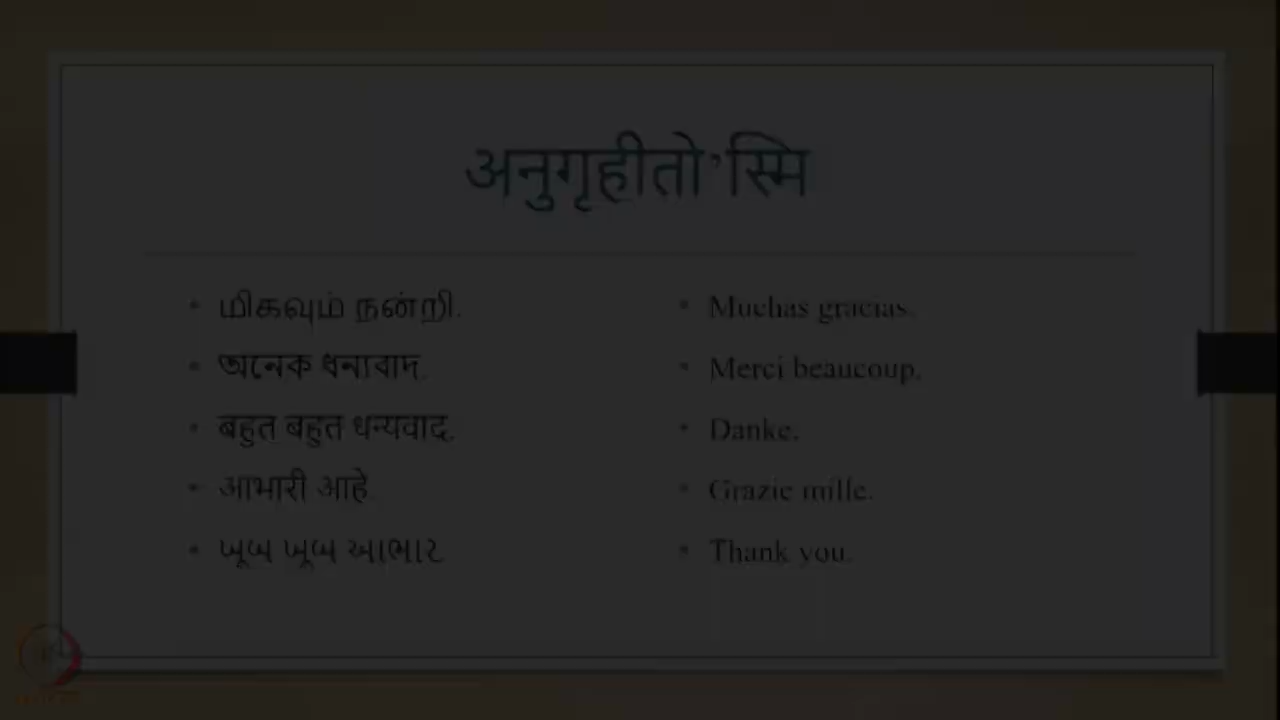 अनुगृहीतो’स्मि
மிகவும் நன்றி.
অনেক ধন্যবাদ.
बहुत बहुत धन्यवाद.
आभारी आहे.
ખૂબ ખૂબ આભાર
Muchas gracias.
Merci beaucoup.
Danke.
Grazie mille.
Thank you.